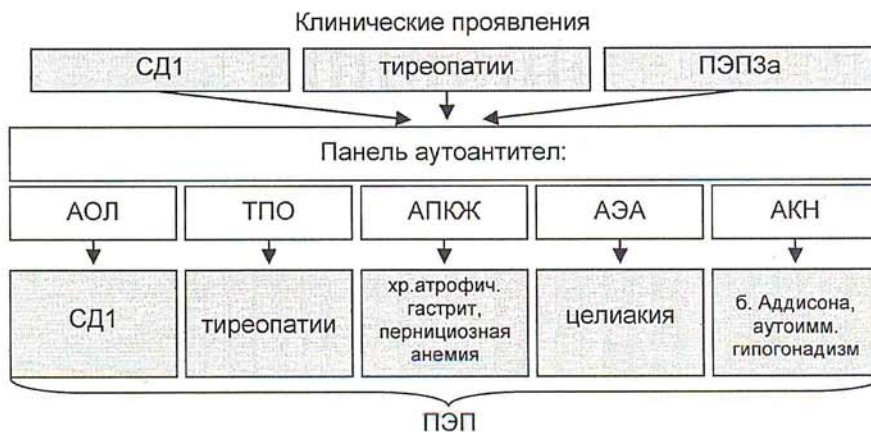 Клинические проявления
СД1
тиреопатии
ПЭП3а
Панель аутоантител:
АОЛ
ТПО
АПКЖ
АЭА
АКН
СД1
тиреопатии
хр.атрофич.
гастрит,
пернициозная
анемия
целиакия
б. Аддисона,
аутоимм.
гипогонадизм
ПЭП